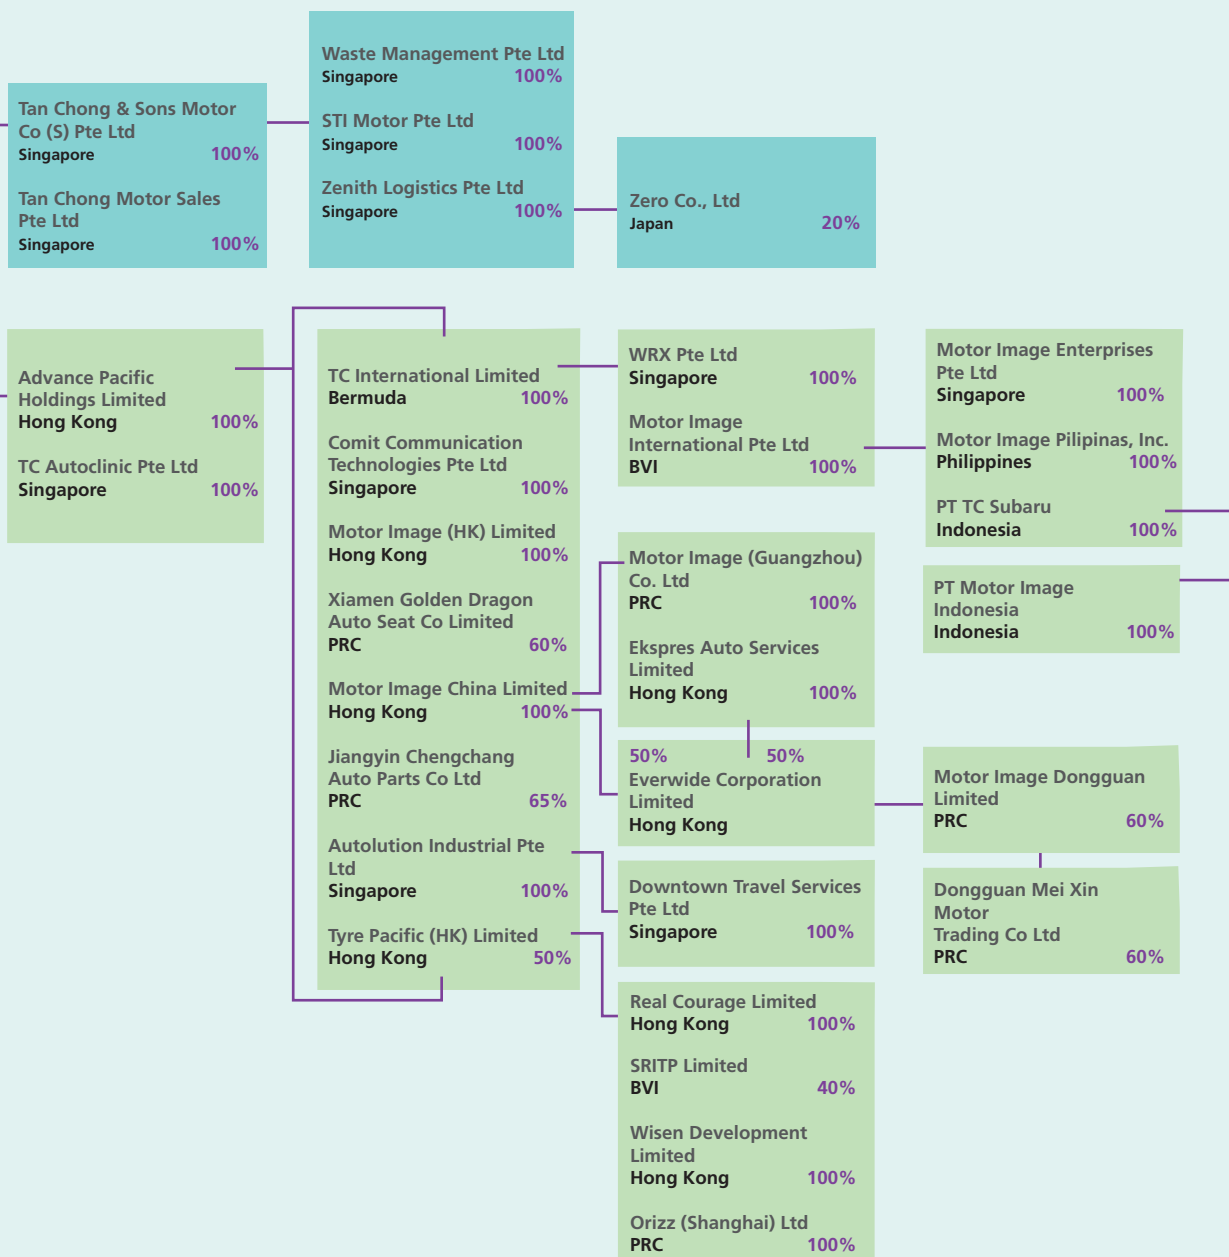 Tan Chong & Sons Motor
Co (S) Pte Ltd
Singapore 100%
Tan Chong Motor Sales
Pte Ltd
Singapore 100%
Waste Management Pte Ltd
Singapore 100%
STI Motor Pte Ltd
Singapore 100%
Zenith Logistics Pte Ltd
Singapore 100%
Zero Co., Ltd
Japan 20%
Advance Pacific
Holdings Limited
Hong Kong 100%
TC Autoclinic Pte Ltd
Singapore 100%
TC International Limited
Bermuda 100%
Comit Communication
Technologies Pte Ltd
Singapore 100%
Motor Image (HK) Limited
Hong Kong 100%
Xiamen Golden Dragon
Auto Seat Co Limited
PRC 60%
Motor Image China Limited
Hong Kong 100%
Jiangyin Chengchang
Auto Parts Co Ltd
PRC 65%
Autolution Industrial Pte
Ltd
Singapore 100%
Tyre Pacific (HK) Limited
Hong Kong 50%
WRX Pte Ltd
Singapore 100%
Motor Image
International Pte Ltd
BVI 100%
Motor Image (Guangzhou)
Co. Ltd
PRC 100%
Ekspres Auto Services
Limited
Hong Kong 100%
50% 50%
Everwide Corporation
Limited
Hong Kong
Downtown Travel Services
Pte Ltd
Singapore 100%
Real Courage Limited
Hong Kong 100%
SRITP Limited
BVI 40%
Wisen Development
Limited
Hong Kong 100%
Orizz (Shanghai) Ltd
PRC 100%
Motor Image Enterprises
Pte Ltd
Singapore 100%
Motor Image Pilipinas, Inc.
Philippines 100%
PT TC Subaru
Indonesia 100%
PT Motor Image
Indonesia
Indonesia 100%
Motor Image Dongguan
Limited
PRC 60%
Dongguan Mei Xin
Motor
Trading Co Ltd
PRC 60%